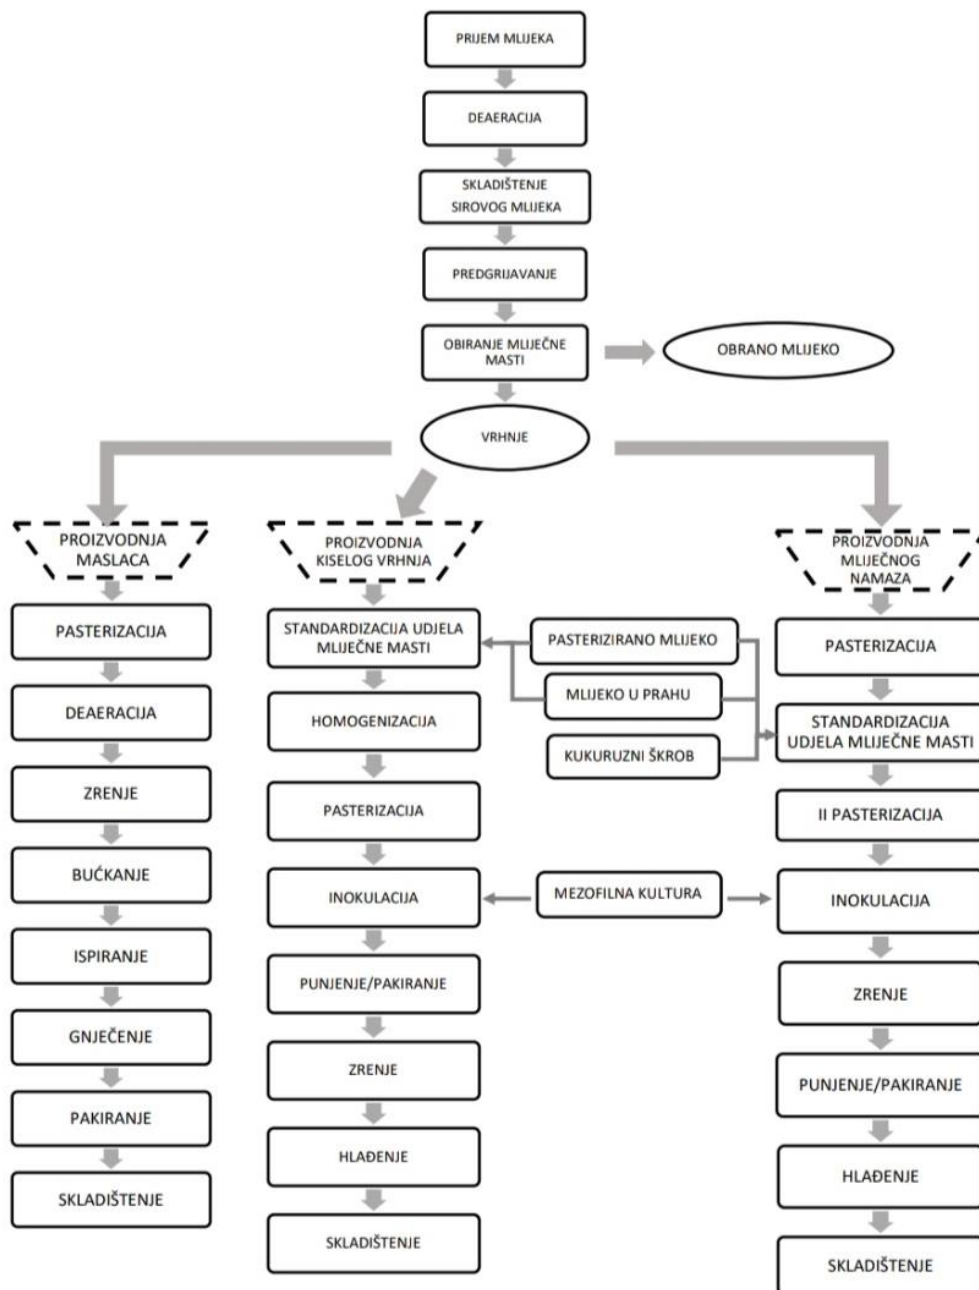 PRIJEM MLIJEKA
DEAERACIJA
SKLADIŠTENJE
SIROVOG MLIJEKA
PREDGRIJAVANJE
OBIRANJE MLIJEČNE
MASTI
OBRANO MLIJEKO
VRHNJE
PROIZVODNJA
MASLACA
PASTERIZACIJA
DEAERACIJA
ZRENJE
BUĆKANJE
ISPIRANJE
GNJEČENJE
PAKIRANJE
SKLADIŠTENJE
PROIZVODNJA
KISELOG VRHNJA
STANDARDIZACIJA UDJELA
MLIJEČNE MASTI
HOMOGENIZACIJA
PASTERIZACIJA
INOKULACIJA
PUNJENJE/PAKIRANJE
ZRENJE
HLAĐENJE
SKLADIŠTENJE
PASTERIZIRANO MLIJEKO
MLIJEKO U PRAHU
KUKURUZNI ŠKROB
MEZOFILNA KULTURA
PROIZVODNJA
MLIJEČNOG
NAMAZA
PASTERIZACIJA
STANDARDIZACIJA
UDJELA MLIJEČNE MASTI
II PASTERIZACIJA
INOKULACIJA
ZRENJE
PUNJENJE/PAKIRANJE
HLAĐENJE
SKLADIŠTENJE